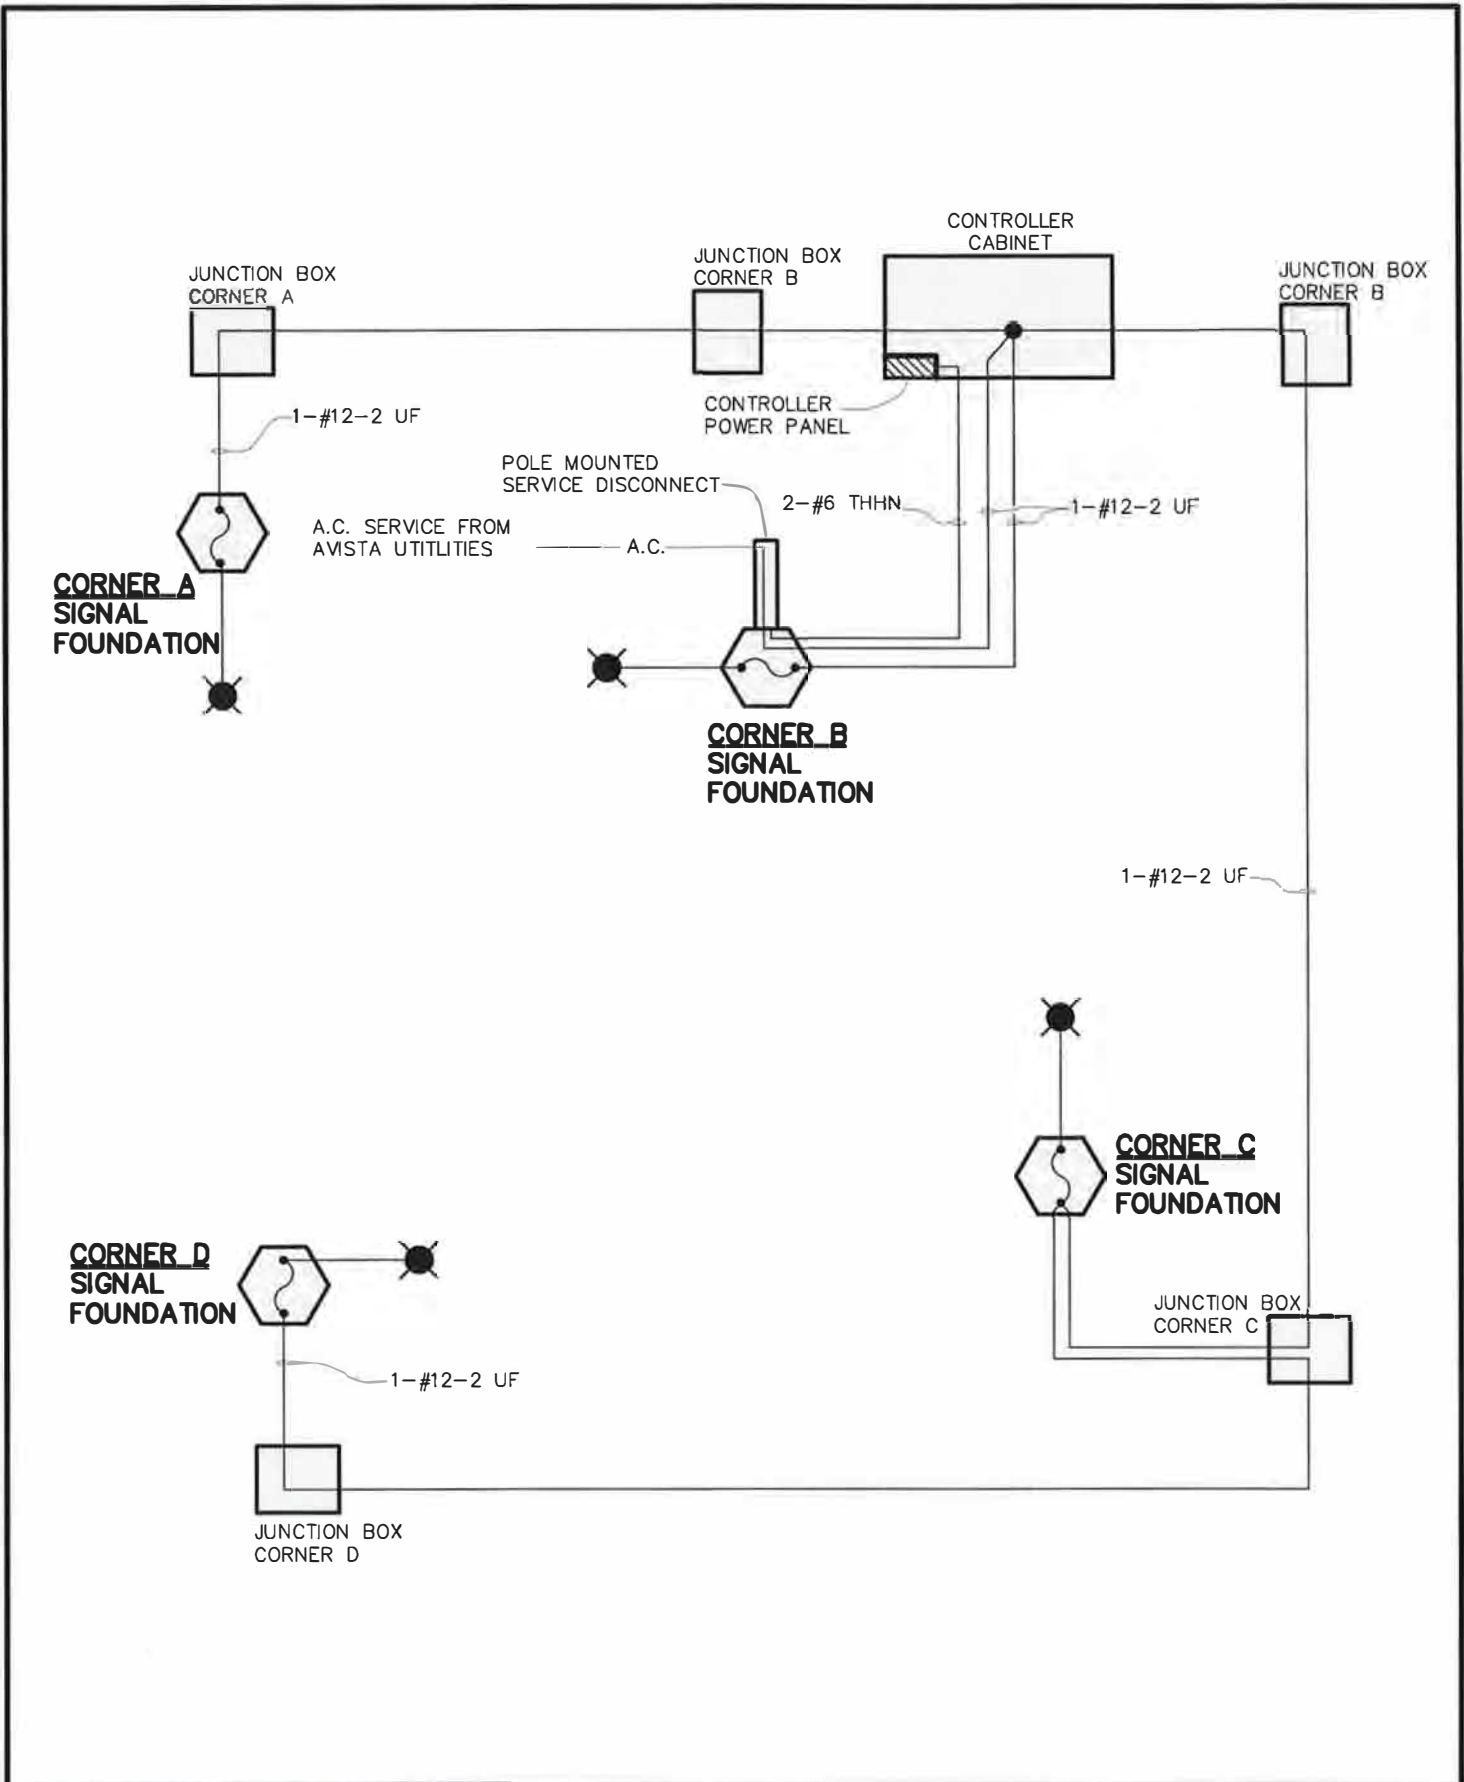 CONTROLLER
CABINET
JUNCTION BOX
CORNER B
JUNCTION BOX
CORNER A
JUNCTION BOX
CORNER B
CONTROLLER
POWER PANEL
1-#12-2 UF
POLE MOUNTED
SERVICE DISCONNECT
2-#6 THHN
1-#12-2 UF
A.C. SERVICE FROM
AVISTA UTITLITIES
A.C.
CORNER A
SIGNAL
FOUNDATION
CORNER B
SIGNAL
FOUNDATION
1-#12-2 UF
CORNER C
SIGNAL
FOUNDATION
CORNER D
SIGNAL
FOUNDATION
JUNCTION BOX
CORNER C
1-#12-2 UF
JUNCTION BOX
CORNER D